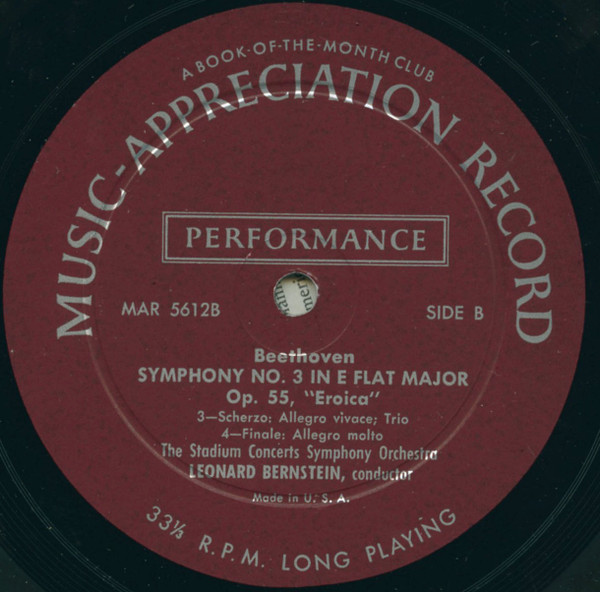 A BOOK-OF-THE-MONTH CLUB
MUSIC-APPRECIATION RECORD
PERFORMANCE
MAR 5612B
SIDE B
Beethoven
SYMPHONY NO. 3 IN E FLAT MAJOR
Op. 55, "Eroica"
3—Scherzo: Allegro vivace; Trio
4—Finale: Allegro molto
The Stadium Concerts Symphony Orchestra
LEONARD BERNSTEIN, conductor
Made in U. S. A.
33⅓ R.P.M. LONG PLAYING